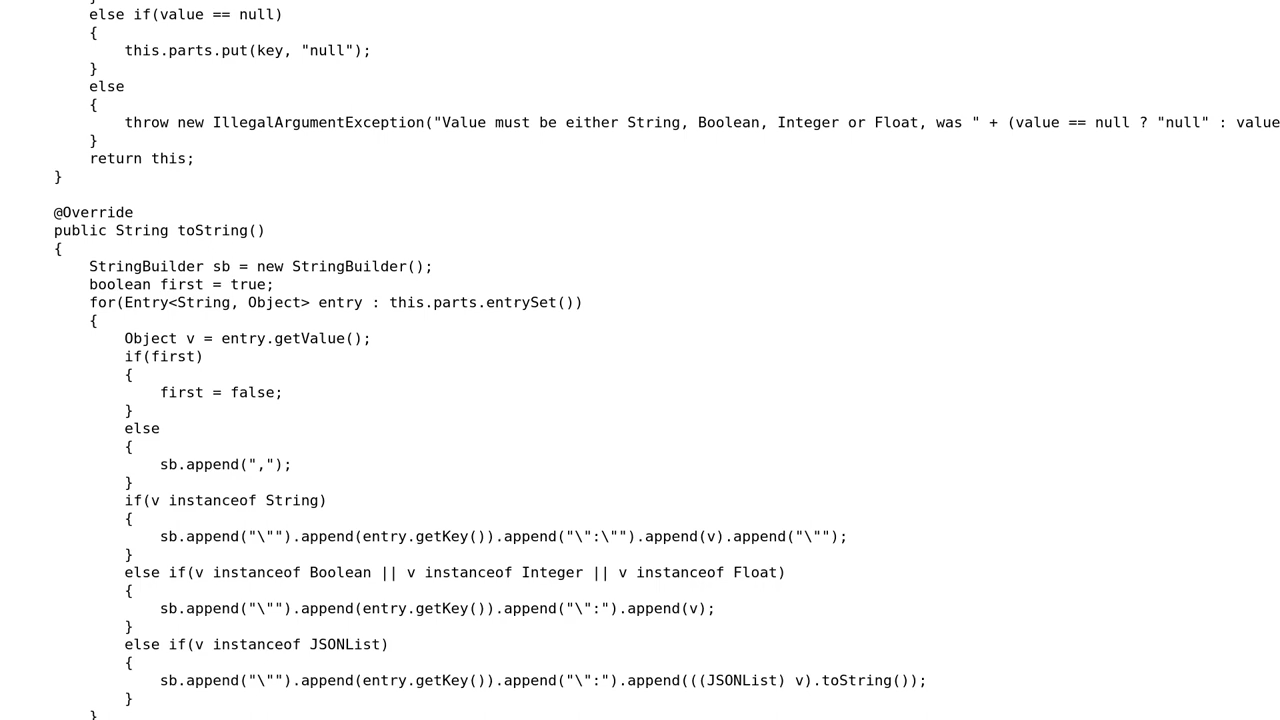 }
else if(value == null)
{
this.parts.put(key, "null");
}
else
{
throw new IllegalArgumentException("Value must be either String, Boolean, Integer or Float, was " + (value == null ? "null" : value
}
return this;
}
@Override
public String toString()
{
StringBuilder sb = new StringBuilder();
boolean first = true;
for(Entry<String, Object> entry : this.parts.entrySet())
{
Object v = entry.getValue();
if(first)
{
first = false;
}
else
{
sb.append(",");
}
if(v instanceof String)
{
sb.append("\"").append(entry.getKey()).append("\":\"").append(v).append("\"");
}
else if(v instanceof Boolean || v instanceof Integer || v instanceof Float)
{
sb.append("\"").append(entry.getKey()).append("\":").append(v);
}
else if(v instanceof JSONList)
{
sb.append("\"").append(entry.getKey()).append("\":").append(((JSONList) v).toString());
}
}